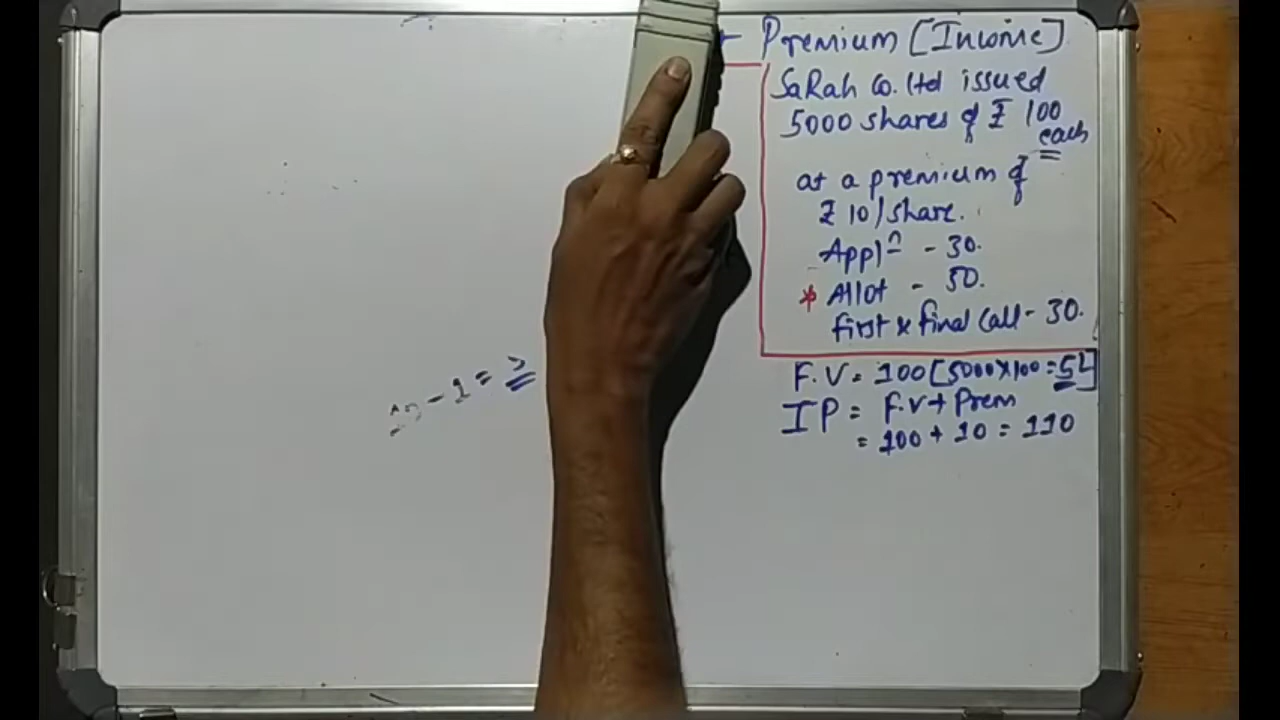 Premium [Income]
SaRah Co. Ltd issued
5000 shares of ₹ 100
each
at a premium of
₹ 10/share.
Applⁿ - 30.
* Allot - 50.
first & final Call - 30.
F.V = 100 [5000×100 = 5L]
IP = F.V + Prem
= 100 + 10 = 110
- 1 =